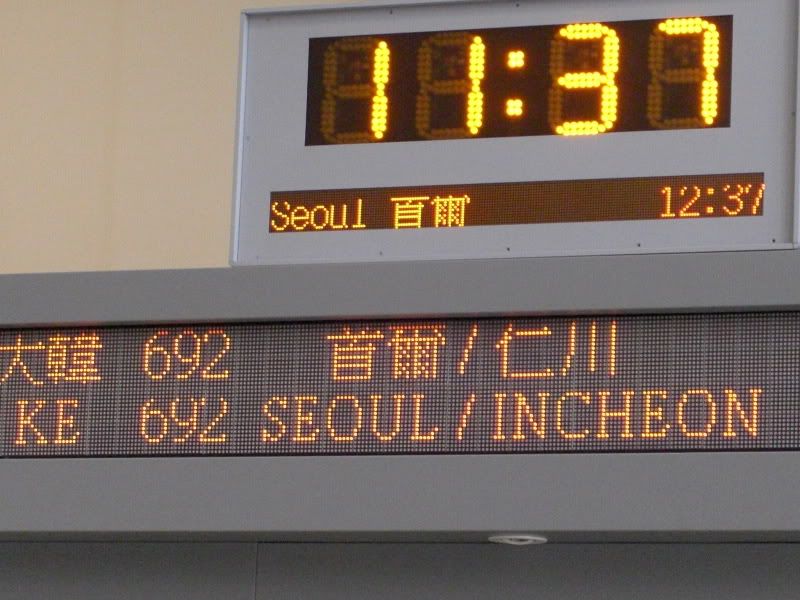 11:37
Seoul 首爾 12:37
大韓 692 首爾/仁川
KE 692 SEOUL/INCHEON